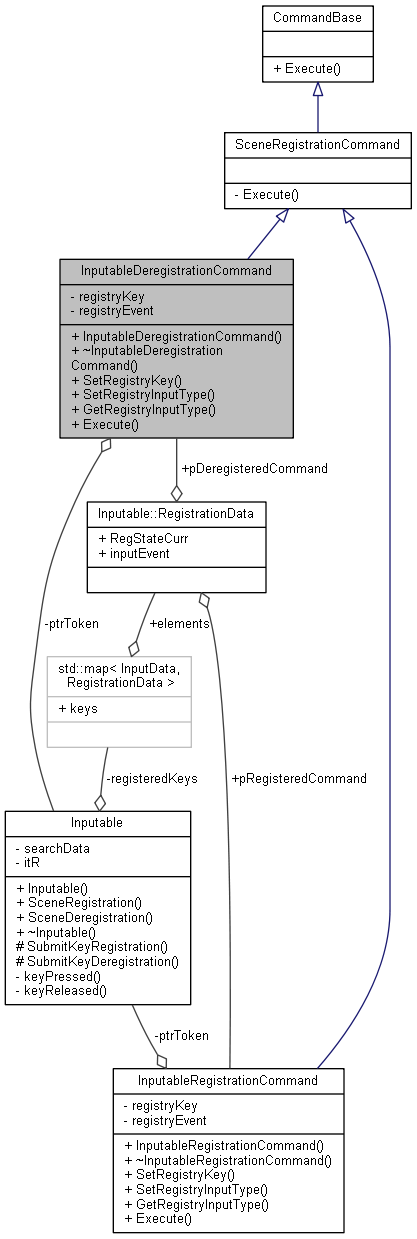 CommandBase
+ Execute()
SceneRegistrationCommand
- Execute()
InputableDeregistrationCommand
- registryKey
- registryEvent
+ InputableDeregistrationCommand()
+ ~InputableDeregistration
Command()
+ SetRegistryKey()
+ SetRegistryInputType()
+ GetRegistryInputType()
+ Execute()
+pDeregisteredCommand
Inputable::RegistrationData
+ RegStateCurr
+ inputEvent
-ptrToken
+elements
std::map< InputData,
RegistrationData >
+ keys
-registeredKeys
+pRegisteredCommand
Inputable
- searchData
- itR
+ Inputable()
+ SceneRegistration()
+ SceneDeregistration()
+ ~Inputable()
# SubmitKeyRegistration()
# SubmitKeyDeregistration()
- keyPressed()
- keyReleased()
-ptrToken
InputableRegistrationCommand
- registryKey
- registryEvent
+ InputableRegistrationCommand()
+ ~InputableRegistrationCommand()
+ SetRegistryKey()
+ SetRegistryInputType()
+ GetRegistryInputType()
+ Execute()